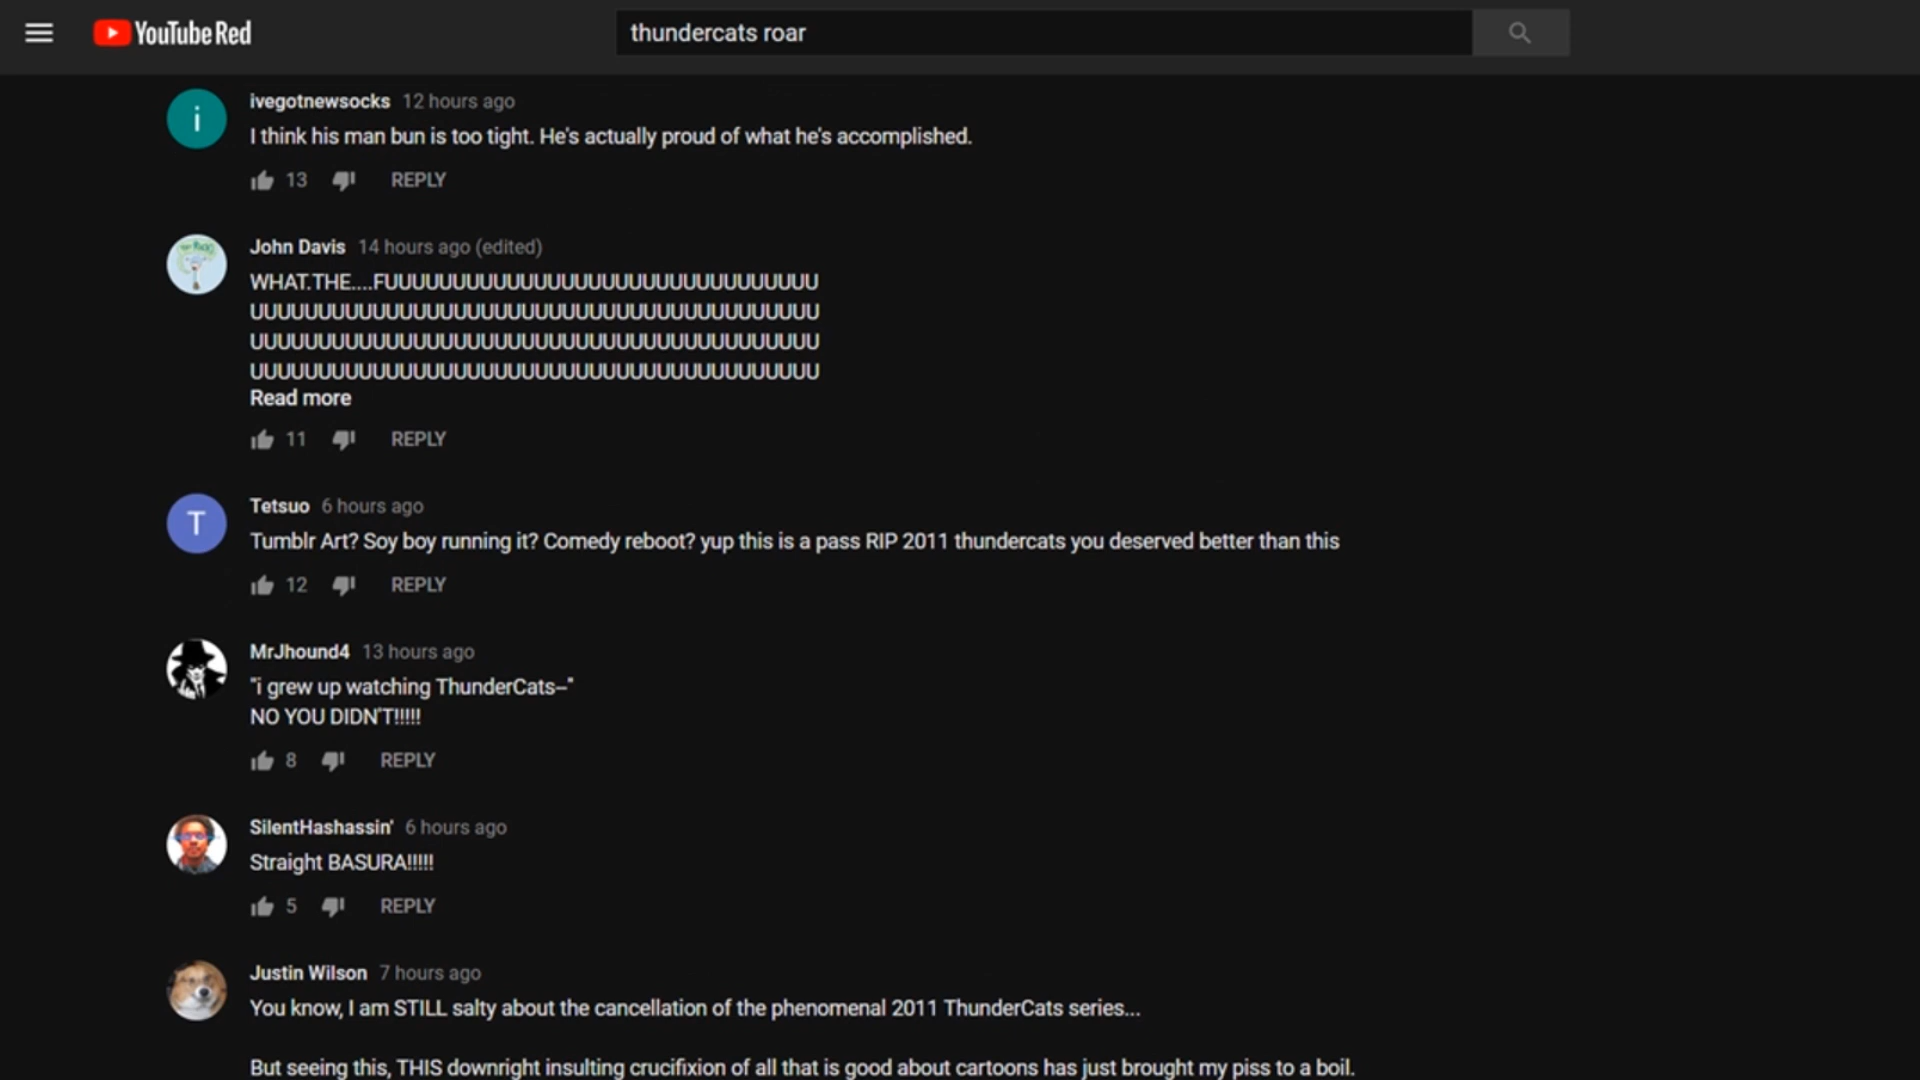 YouTube Red
thundercats roar
i
ivegotnewsocks 12 hours ago
I think his man bun is too tight. He's actually proud of what he's accomplished.
13 REPLY
John Davis 14 hours ago (edited)
WHAT.THE....FUUUUUUUUUUUUUUUUUUUUUUUUUUUUUUUU
UUUUUUUUUUUUUUUUUUUUUUUUUUUUUUUUUUUUUUUUUU
UUUUUUUUUUUUUUUUUUUUUUUUUUUUUUUUUUUUUUUUUU
UUUUUUUUUUUUUUUUUUUUUUUUUUUUUUUUUUUUUUUUUU
Read more
11 REPLY
T
Tetsuo 6 hours ago
Tumblr Art? Soy boy running it? Comedy reboot? yup this is a pass RIP 2011 thundercats you deserved better than this
12 REPLY
MrJhound4 13 hours ago
"i grew up watching ThunderCats--"
NO YOU DIDN'T!!!!!
8 REPLY
SilentHashassin' 6 hours ago
Straight BASURA!!!!!
5 REPLY
Justin Wilson 7 hours ago
You know, I am STILL salty about the cancellation of the phenomenal 2011 ThunderCats series...
But seeing this, THIS downright insulting crucifixion of all that is good about cartoons has just brought my piss to a boil.